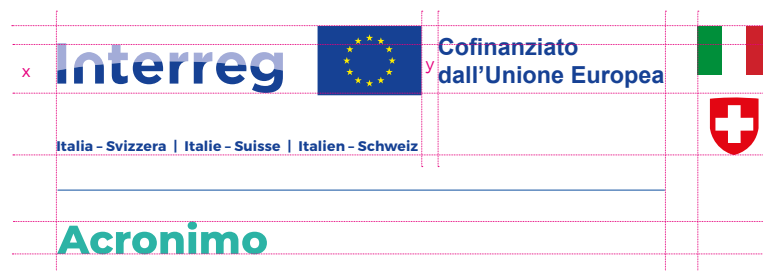 Interreg
Cofinanziato
dall'Unione Europea
x
y
Italia – Svizzera | Italie – Suisse | Italien – Schweiz
Acronimo